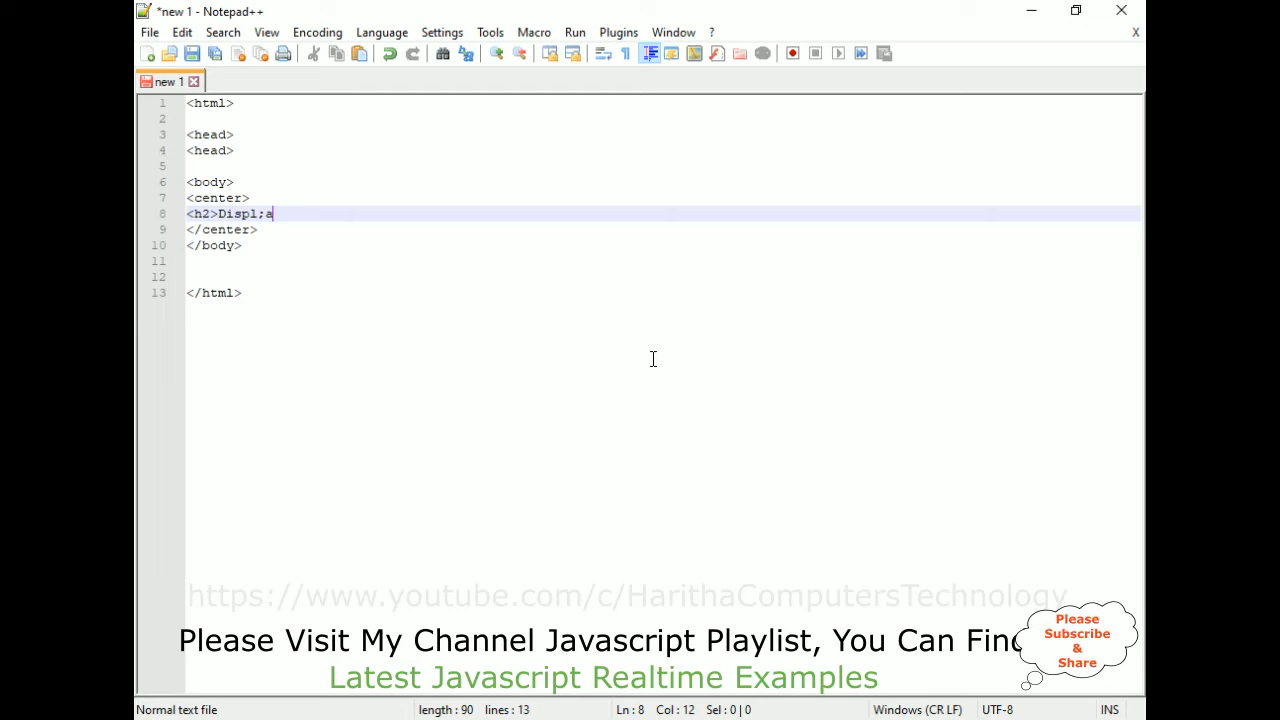 *new 1 - Notepad++
File Edit Search View Encoding Language Settings Tools Macro Run Plugins Window ? X
new 1
1 <html>
2
3 <head>
4 <head>
5
6 <body>
7 <center>
8 <h2>Displ;a
9 </center>
10 </body>
11
12
13 </html>
https://www.youtube.com/c/HarithaComputersTechnology
Please Visit My Channel Javascript Playlist, You Can Find
Latest Javascript Realtime Examples
Please
Subscribe
&
Share
Normal text file length : 90 lines : 13 Ln : 8 Col : 12 Sel : 0 | 0 Windows (CR LF) UTF-8 INS